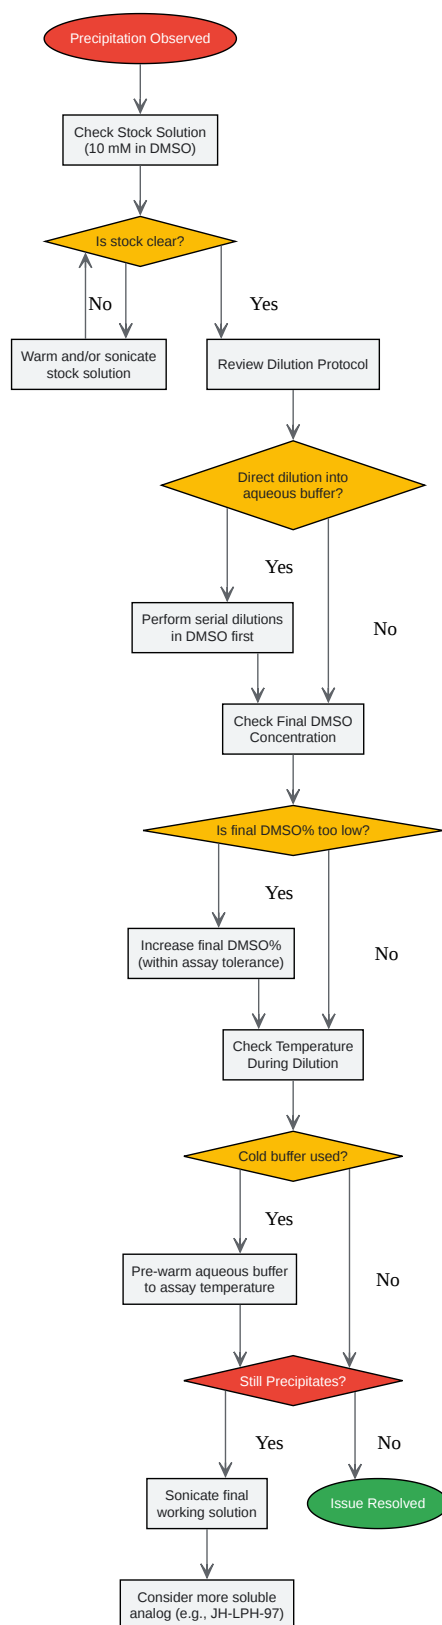 Precipitation Observed
Check Stock Solution
(10 mM in DMSO)
Is stock clear?
No
Yes
Warm and/or sonicate
stock solution
Review Dilution Protocol
Direct dilution into
aqueous buffer?
Yes
Perform serial dilutions
in DMSO first
No
Check Final DMSO
Concentration
Is final DMSO% too low?
Yes
Increase final DMSO%
(within assay tolerance)
No
Check Temperature
During Dilution
Cold buffer used?
Yes
Pre-warm aqueous buffer
to assay temperature
No
Still Precipitates?
Yes
No
Sonicate final
working solution
Issue Resolved
Consider more soluble
analog (e.g., JH-LPH-97)